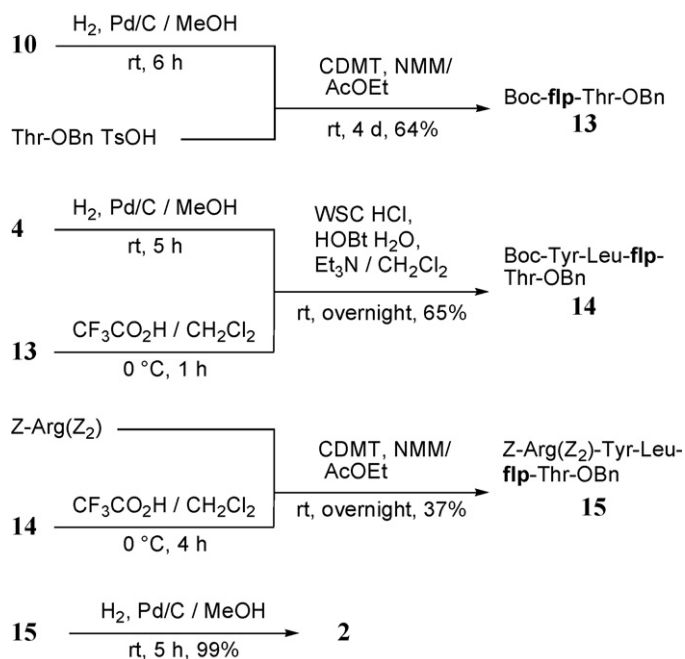 H₂, Pd/C / MeOH
10
rt, 6 h
CDMT, NMM/
AcOEt
Boc-flp-Thr-OBn
13
Thr-OBn TsOH
rt, 4 d, 64%
H₂, Pd/C / MeOH
4
rt, 5 h
WSC HCl,
HOBt H₂O,
Et₃N / CH₂Cl₂
Boc-Tyr-Leu-flp-
Thr-OBn
14
rt, overnight, 65%
CF₃CO₂H / CH₂Cl₂
13
0 °C, 1 h
Z-Arg(Z₂)
CDMT, NMM/
AcOEt
Z-Arg(Z₂)-Tyr-Leu-
flp-Thr-OBn
15
rt, overnight, 37%
CF₃CO₂H / CH₂Cl₂
14
0 °C, 4 h
H₂, Pd/C / MeOH
15
2
rt, 5 h, 99%